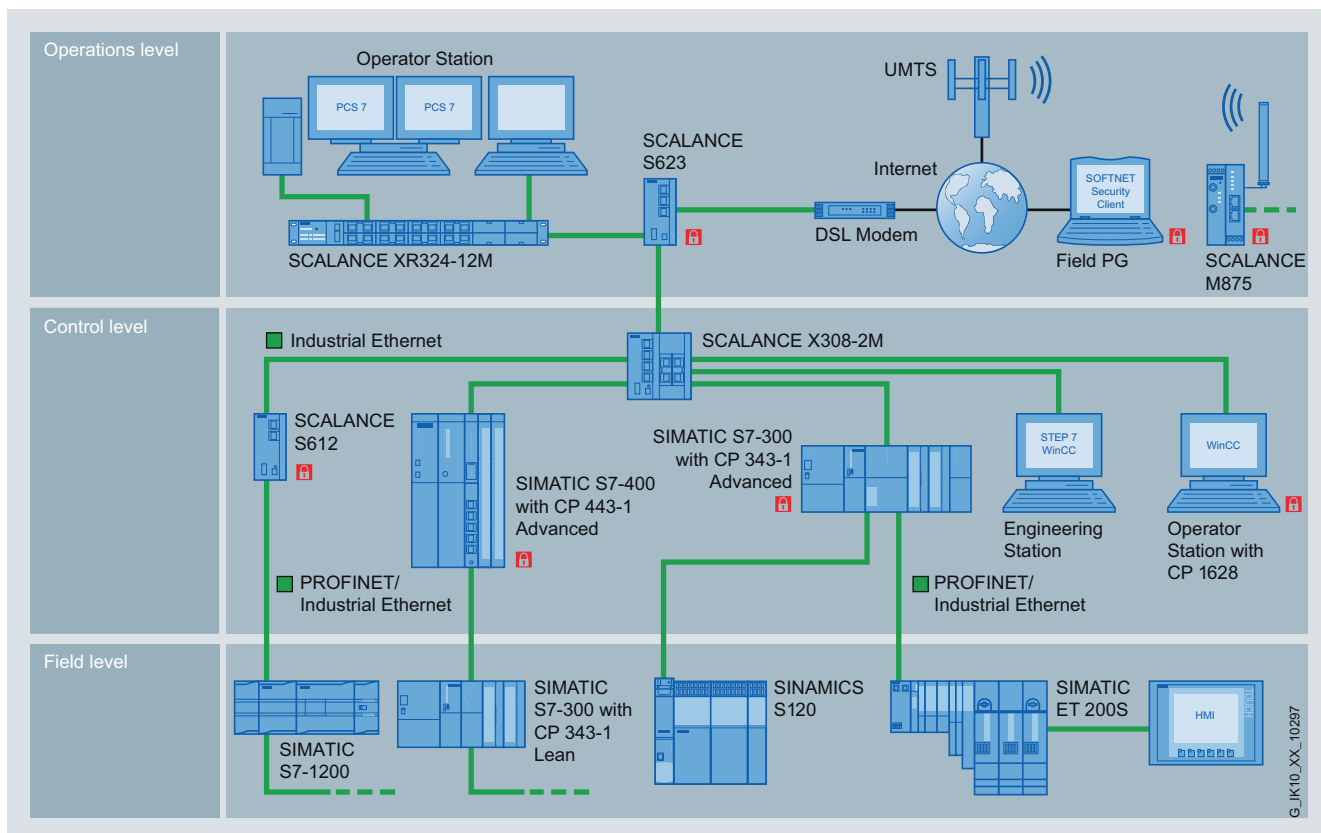 Operations level
Operator Station
PCS 7
PCS 7
SCALANCE
S623
UMTS
Internet
SOFTNET
Security
Client
SCALANCE XR324-12M
DSL Modem
Field PG
SCALANCE
M875
Control level
Industrial Ethernet
SCALANCE X308-2M
SCALANCE
S612
SIMATIC S7-400
with CP 443-1
Advanced
SIMATIC S7-300
with CP 343-1
Advanced
STEP 7
WinCC
Engineering
Station
WinCC
Operator
Station with
CP 1628
PROFINET/
Industrial Ethernet
PROFINET/
Industrial Ethernet
Field level
SIMATIC
S7-1200
SIMATIC
S7-300 with
CP 343-1
Lean
SINAMICS
S120
SIMATIC
ET 200S
HMI
G_IK10_XX_10297